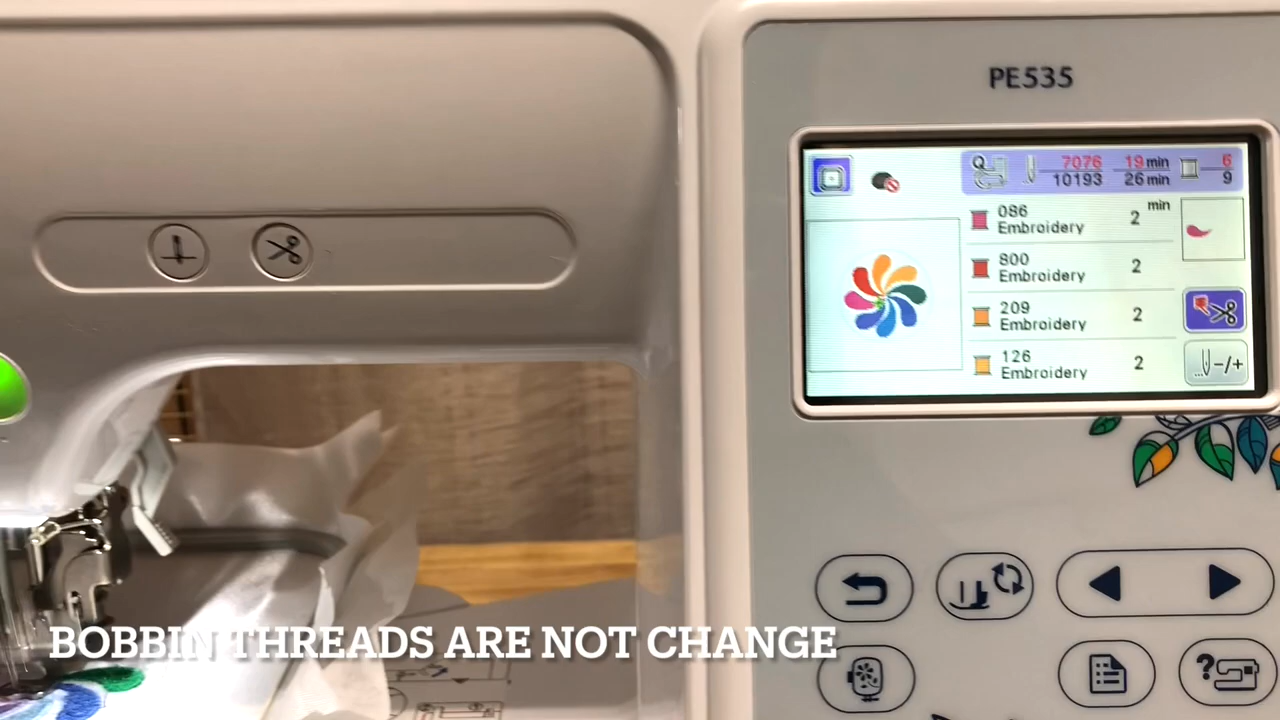 PE535
Q 7076 19 min 6
10193 26 min 9
min
086 Embroidery 2
800 Embroidery 2
209 Embroidery 2
126 Embroidery 2
-/+
?
BOBBIN THREADS ARE NOT CHANGE